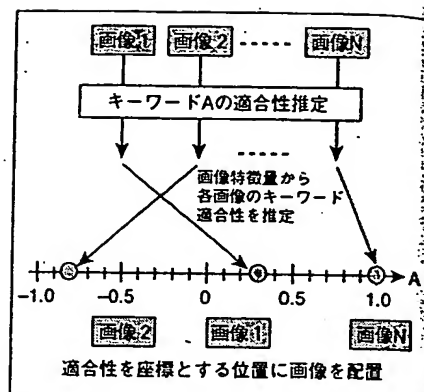 画像1 画像2 ----- 画像N
キーワードAの適合性推定
-----
画像特徴量から
各画像のキーワード
適合性を推定
A
-1.0 -0.5 0 0.5 1.0
画像2 画像1 画像N
適合性を座標とする位置に画像を配置